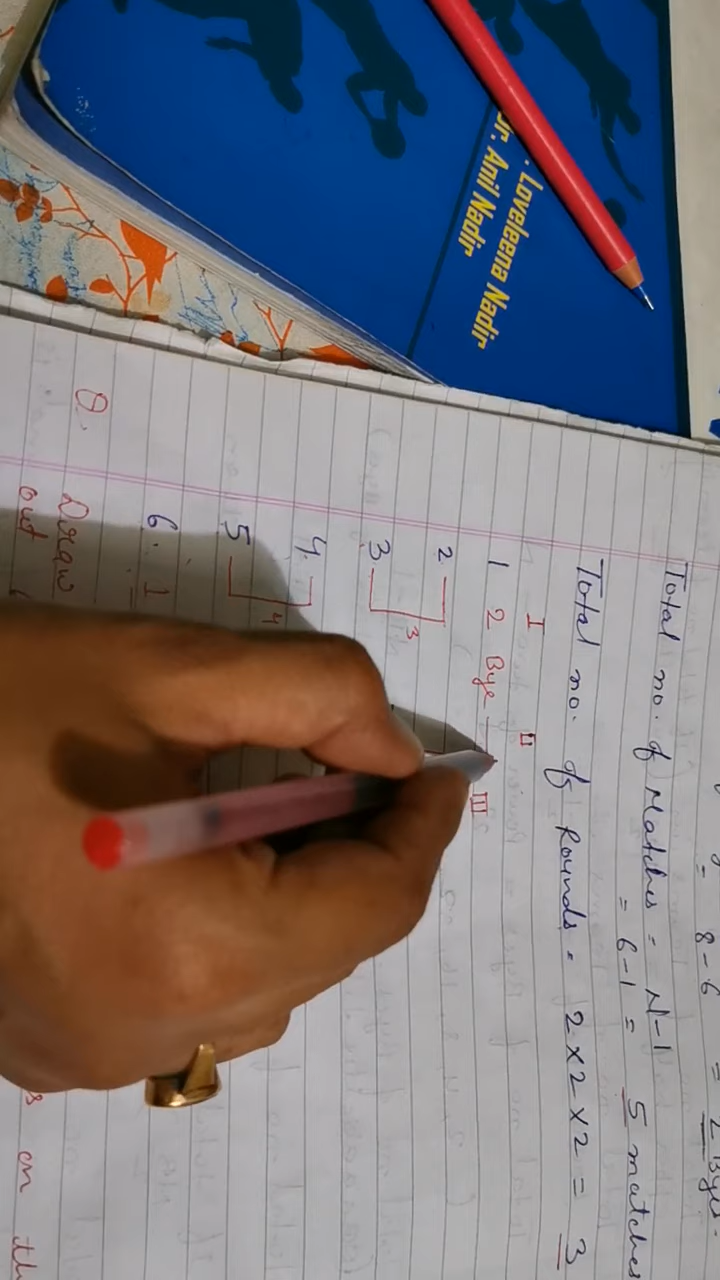 . Loveleena Nadir
Dr. Anil Nadir
= 8-6 = 2 Byes.
Total no. of Matches = N-1
= 6-1 = 5 matches
Total no. of Rounds = 2×2×2 = 3
I II III
1 2 Bye
2
3 3
4
5 4
6. 1
Q. Draw
out
on